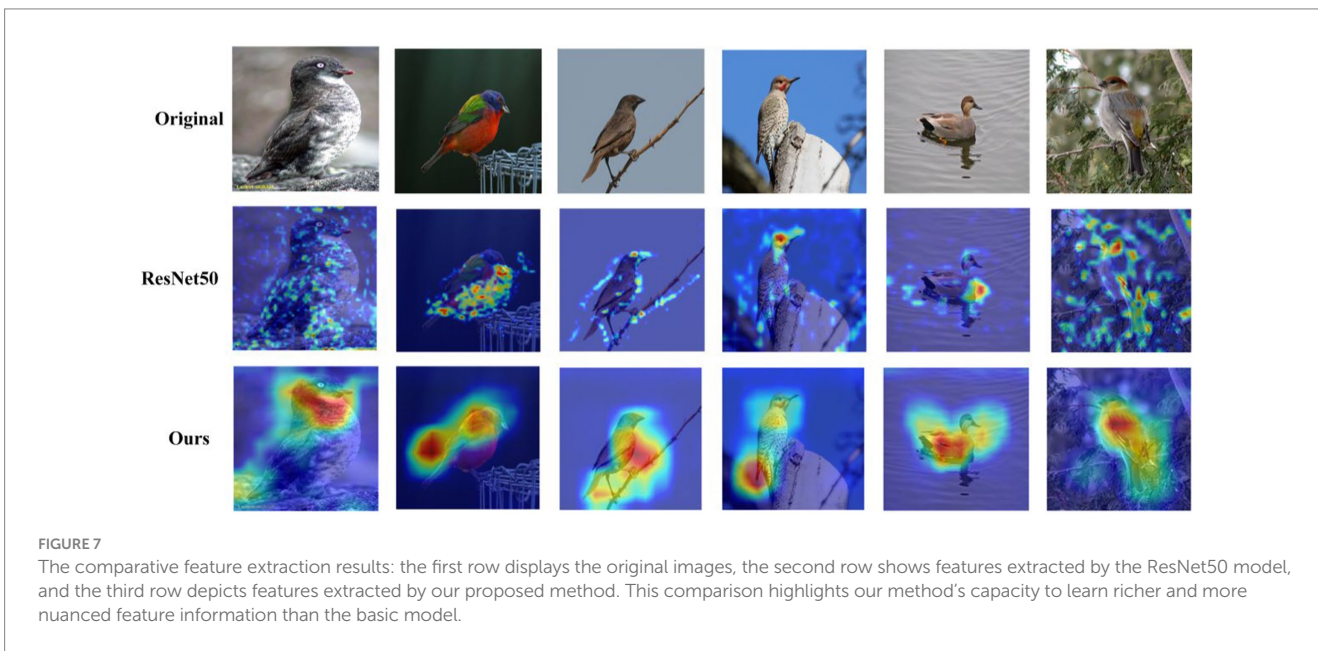 Original
ResNet50
Ours
FIGURE 7
The comparative feature extraction results: the first row displays the original images, the second row shows features extracted by the ResNet50 model,
and the third row depicts features extracted by our proposed method. This comparison highlights our method’s capacity to learn richer and more
nuanced feature information than the basic model.